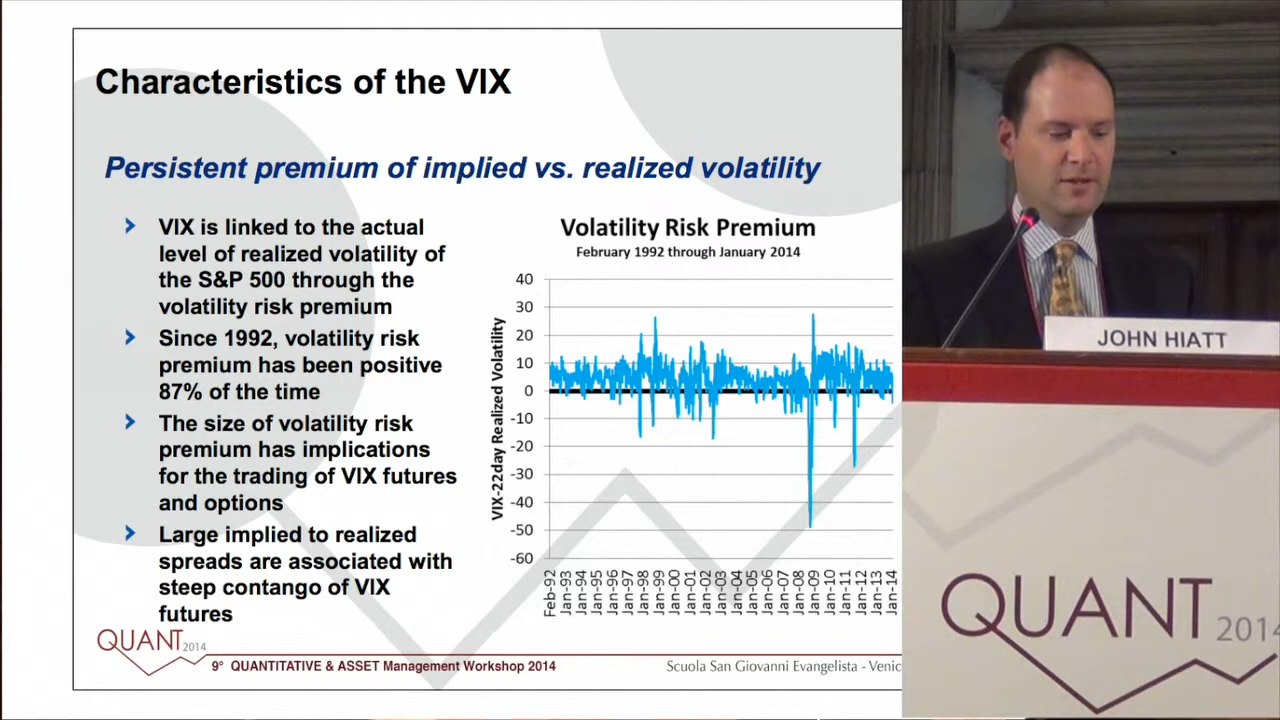 Characteristics of the VIX
Persistent premium of implied vs. realized volatility
VIX is linked to the actual
level of realized volatility of
the S&P 500 through the
volatility risk premium
Since 1992, volatility risk
premium has been positive
87% of the time
The size of volatility risk
premium has implications
for the trading of VIX futures
and options
Large implied to realized
spreads are associated with
steep contango of VIX
futures
Volatility Risk Premium
February 1992 through January 2014
VIX-22day Realized Volatility
40
30
20
10
0
-10
-20
-30
-40
-50
-60
Feb-92
Jan-93
Jan-94
Jan-95
Jan-96
Jan-97
Jan-98
Jan-99
Jan-00
Jan-01
Jan-02
Jan-03
Jan-04
Jan-05
Jan-06
Jan-07
Jan-08
Jan-09
Jan-10
Jan-11
Jan-12
Jan-13
Jan-14
QUANT 2014
9° QUANTITATIVE & ASSET Management Workshop 2014
Scuola San Giovanni Evangelista - Venic
JOHN HIATT
QUANT 2014